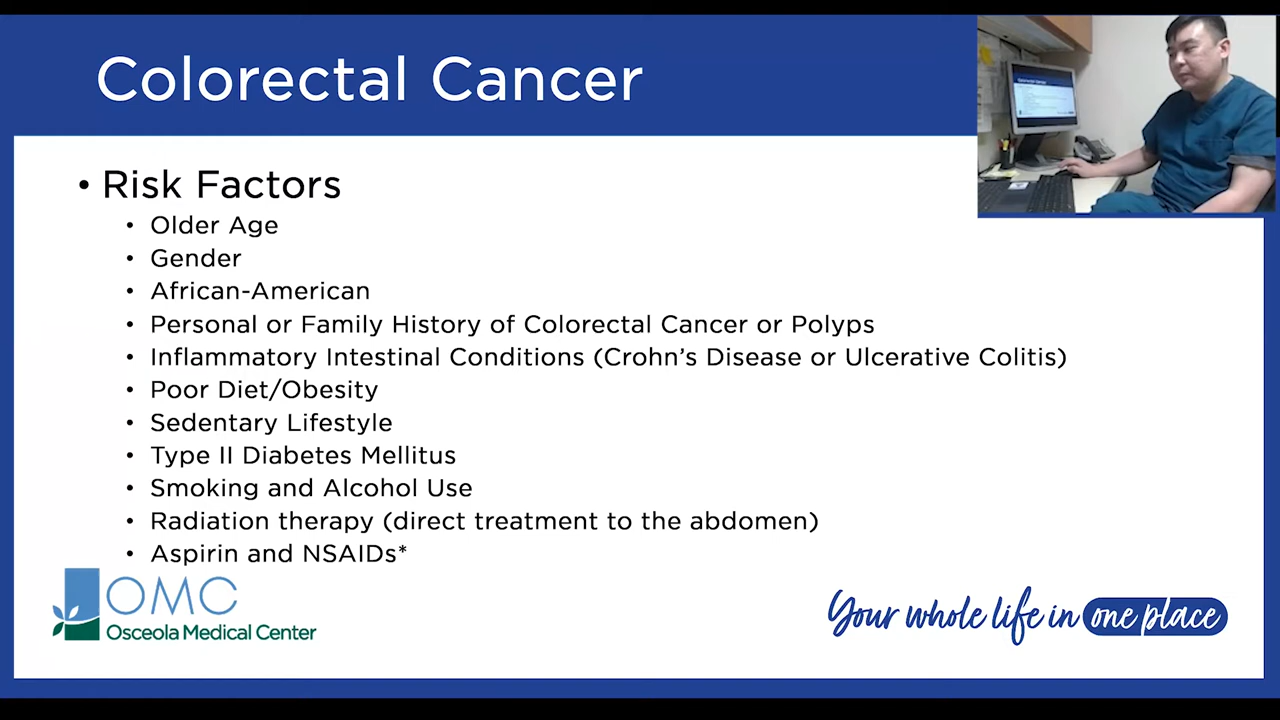 Colorectal Cancer
• Risk Factors
• Older Age
• Gender
• African-American
• Personal or Family History of Colorectal Cancer or Polyps
• Inflammatory Intestinal Conditions (Crohn's Disease or Ulcerative Colitis)
• Poor Diet/Obesity
• Sedentary Lifestyle
• Type II Diabetes Mellitus
• Smoking and Alcohol Use
• Radiation therapy (direct treatment to the abdomen)
• Aspirin and NSAIDs*
OMC
Osceola Medical Center
Your whole life in one place